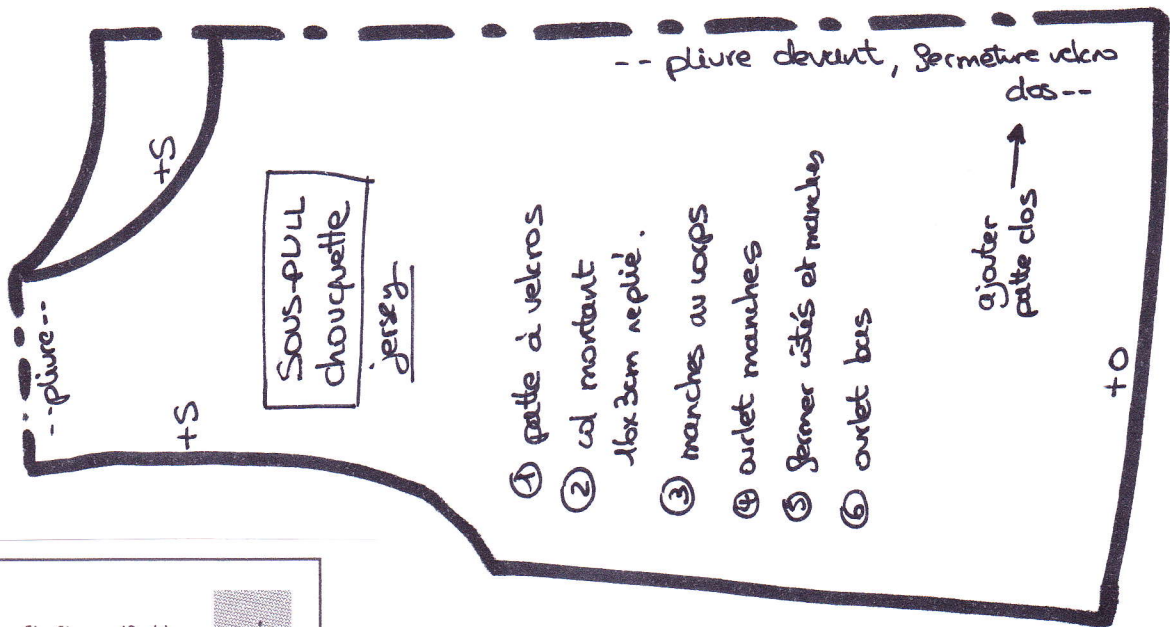 -- pliure devant, fermeture velcro
dos --
-- pliure --
+S
+S
SOUS-PULL
chouquette
jersey
① patte à velcros
② col montant
16x3cm replié.
③ manches au corps
④ ourlet manches
⑤ fermer côtés et manches
⑥ ourlet bas
ajouter
patte dos
+O